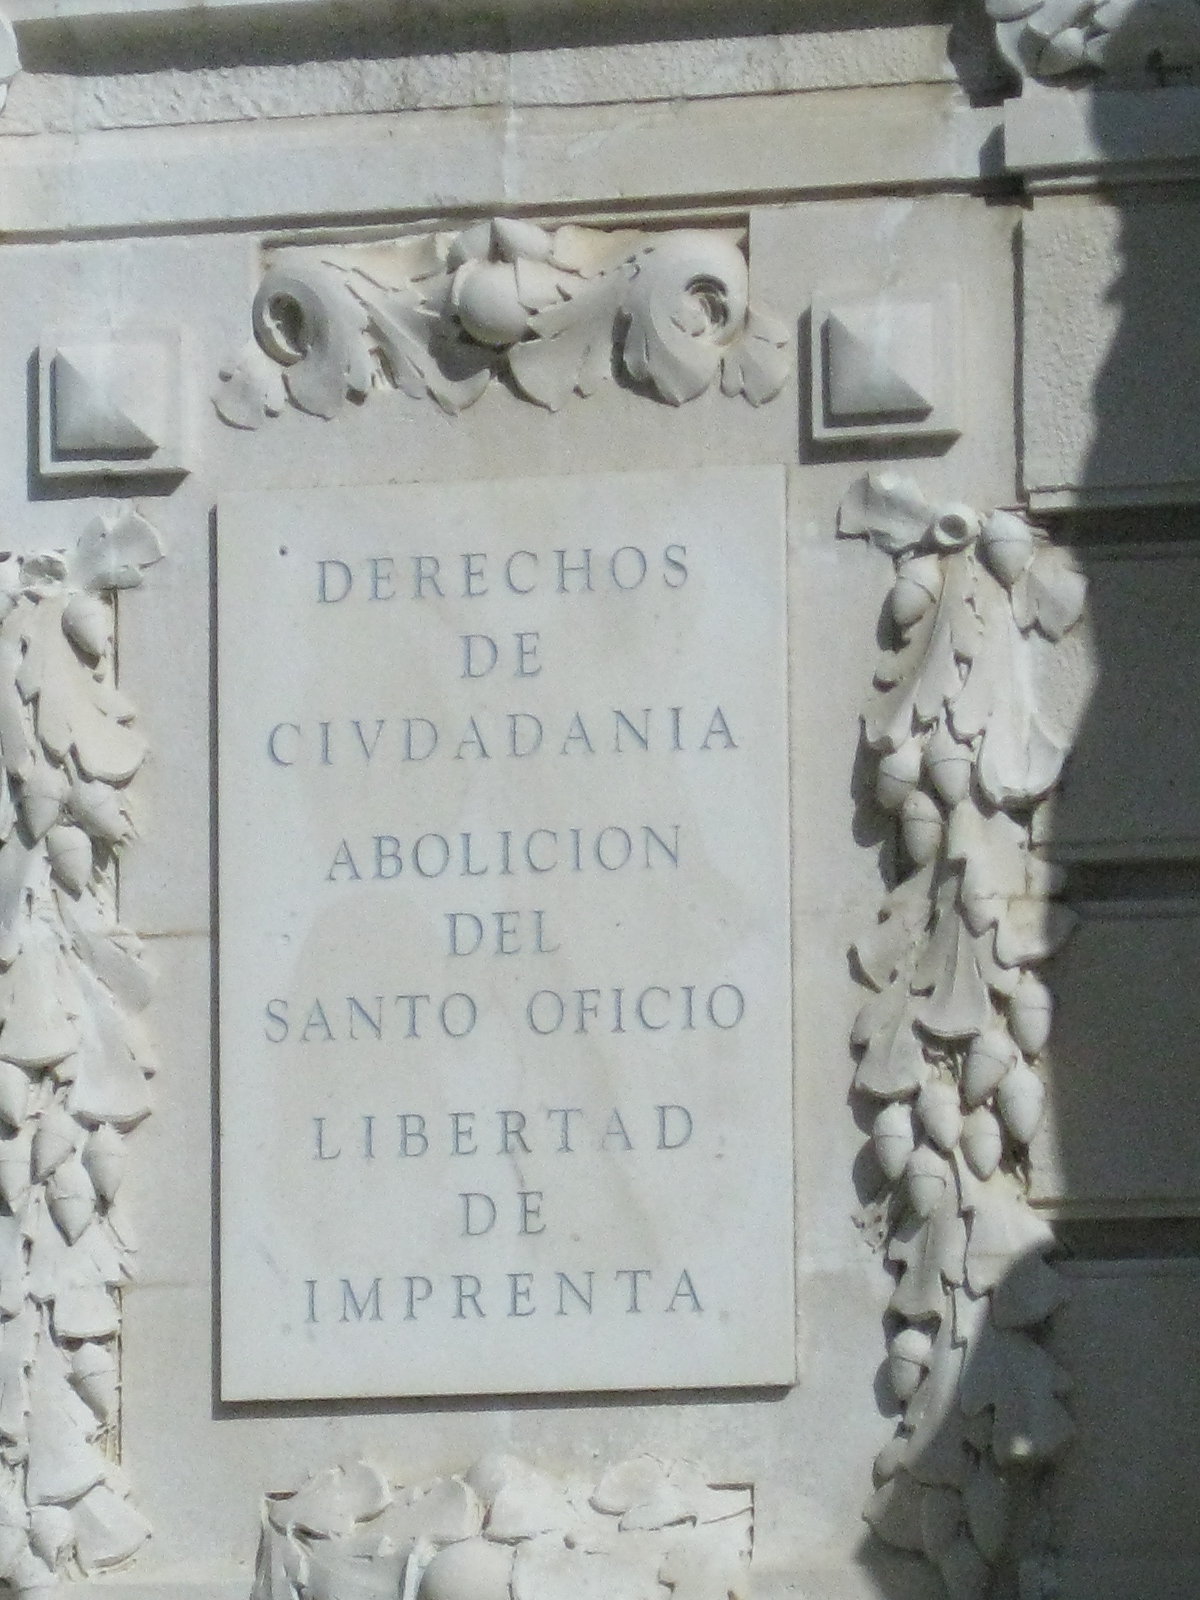 DERECHOS
DE
CIVDADANIA
ABOLICION
DEL
SANTO OFICIO
LIBERTAD
DE
IMPRENTA